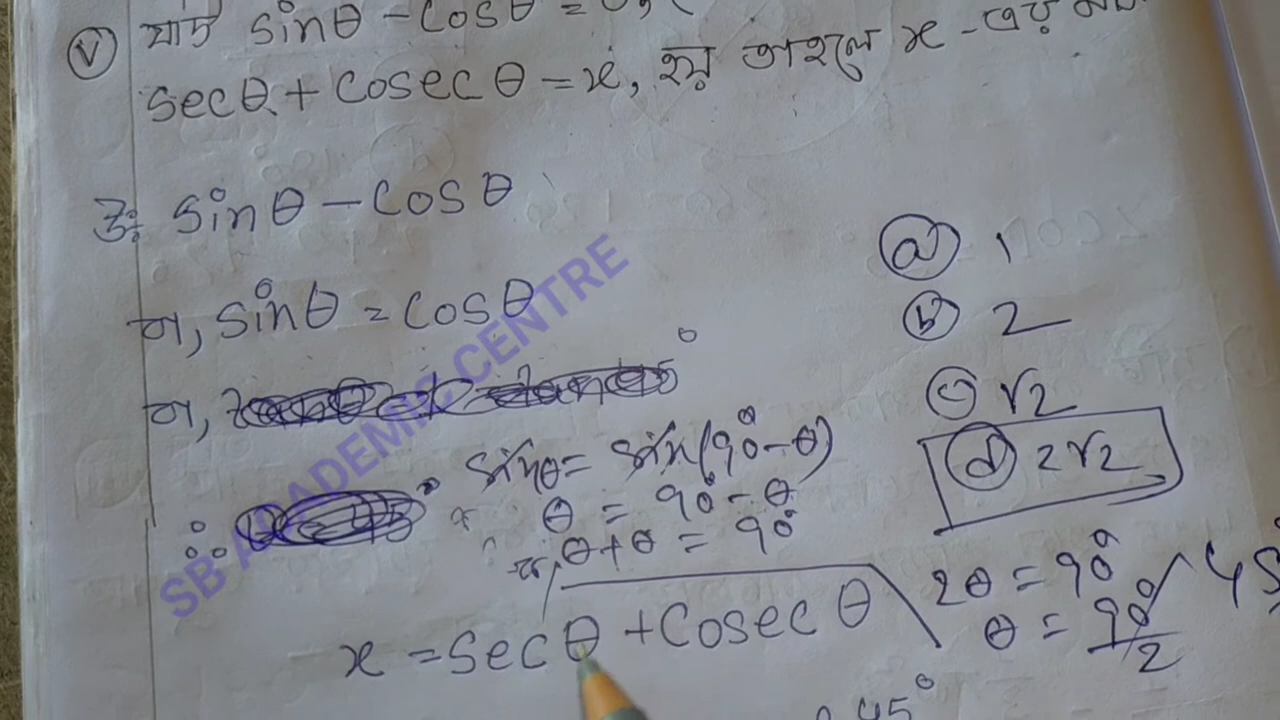 (v) যদি sinθ - cosθ = 0,
secθ + cosecθ = x, হয় তাহলে x -এর
উঃ sinθ - cosθ
বা, sinθ = cosθ
বা,
sinθ = sin(90° - θ)
θ = 90° - θ
বা, θ + θ = 90°
2θ = 90°
θ = 90°/2 45°
x = secθ + cosecθ
45°
(a) 1
(b) 2
(c) √2
(d) 2√2
SB ACADEMIC CENTRE